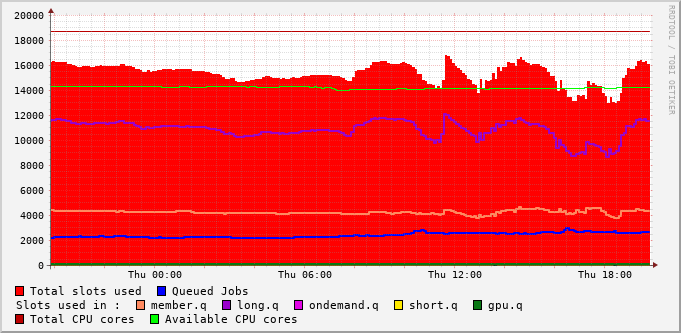 20000
18000
16000
14000
12000
10000
8000
6000
4000
2000
0
Thu 00:00 Thu 06:00 Thu 12:00 Thu 18:00
RRDTOOL / TOBI OETIKER
Total slots used Queued Jobs
Slots used in : member.q long.q ondemand.q short.q gpu.q
Total CPU cores Available CPU cores